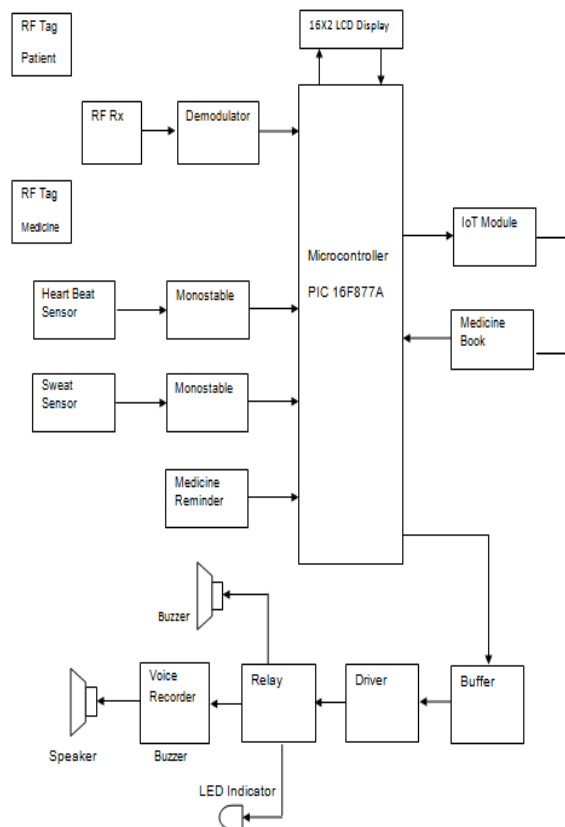 RF Tag
Patient
16X2 LCD Display
RF Rx
Demodulator
RF Tag
Medicine
IoT Module
Microcontroller
PIC 16F877A
Heart Beat
Sensor
Monostable
Medicine
Book
Sweat
Sensor
Monostable
Medicine
Reminder
Buzzer
Voice
Recorder
Relay
Driver
Buffer
Speaker
Buzzer
LED Indicator